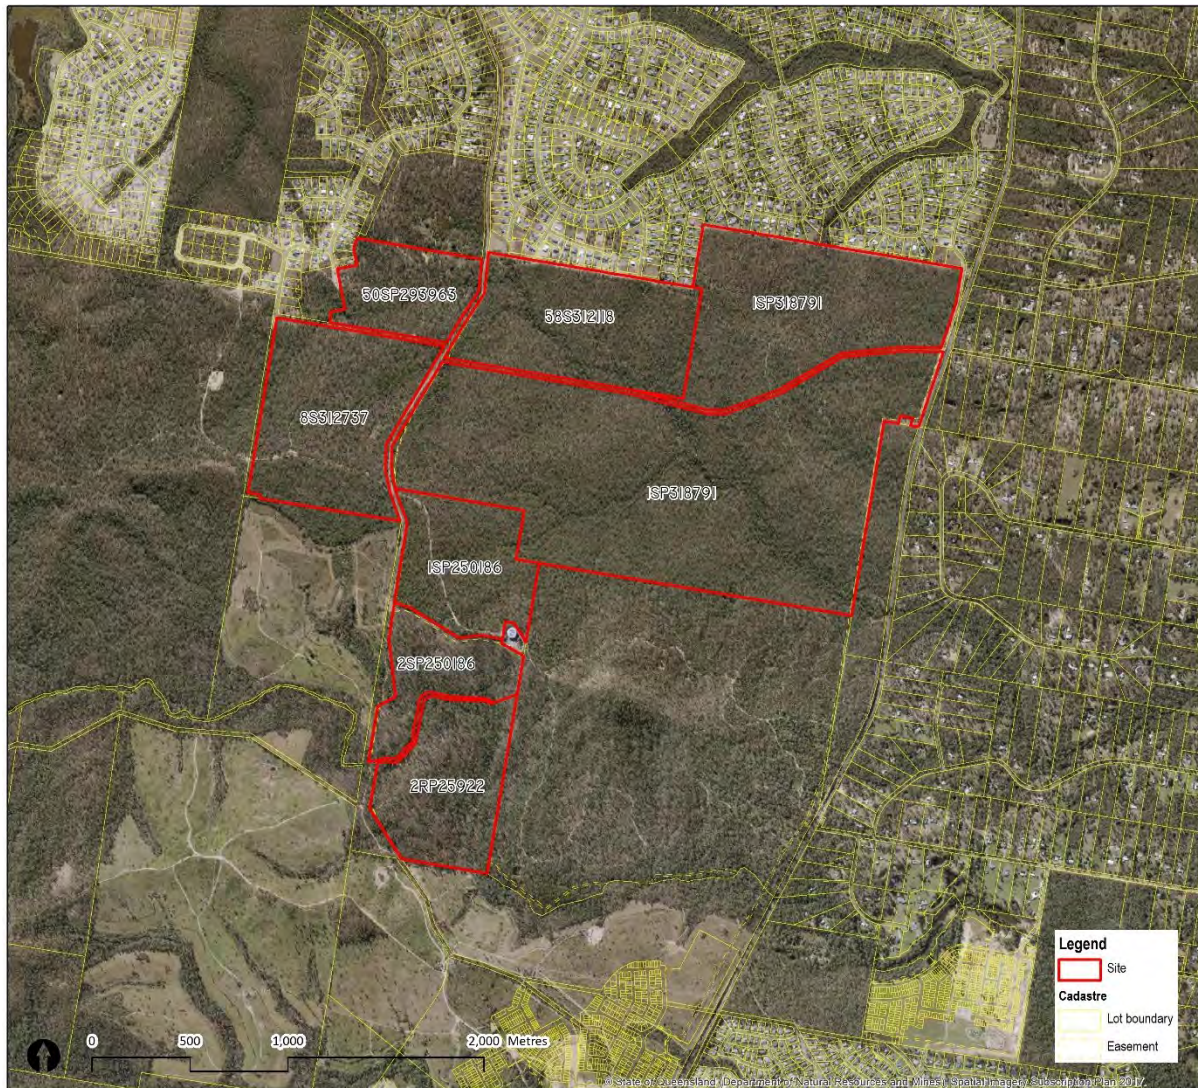 50SP293963
58S312118
1SP318791
8S312737
1SP318791
1SP250186
2SP250186
2RP25922
Legend
Site
Cadastre
Lot boundary
Easement
0 500 1,000 2,000 Metres
© State of Queensland (Department of Natural Resources and Mines), Spatial Imagery Subscription Plan 2017.